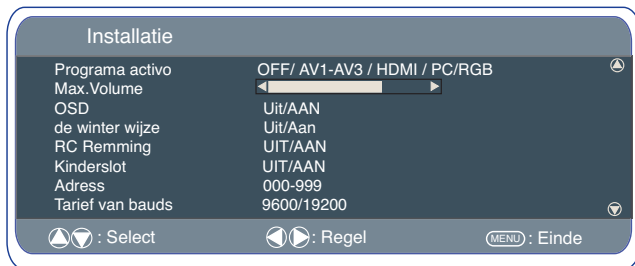 Installatie
Programa activo OFF/ AV1-AV3 / HDMI / PC/RGB
Max.Volume
OSD Uit/AAN
de winter wijze Uit/Aan
RC Remming UIT/AAN
Kinderslot UIT/AAN
Adress 000-999
Tarief van bauds 9600/19200
: Select : Regel MENU : Einde